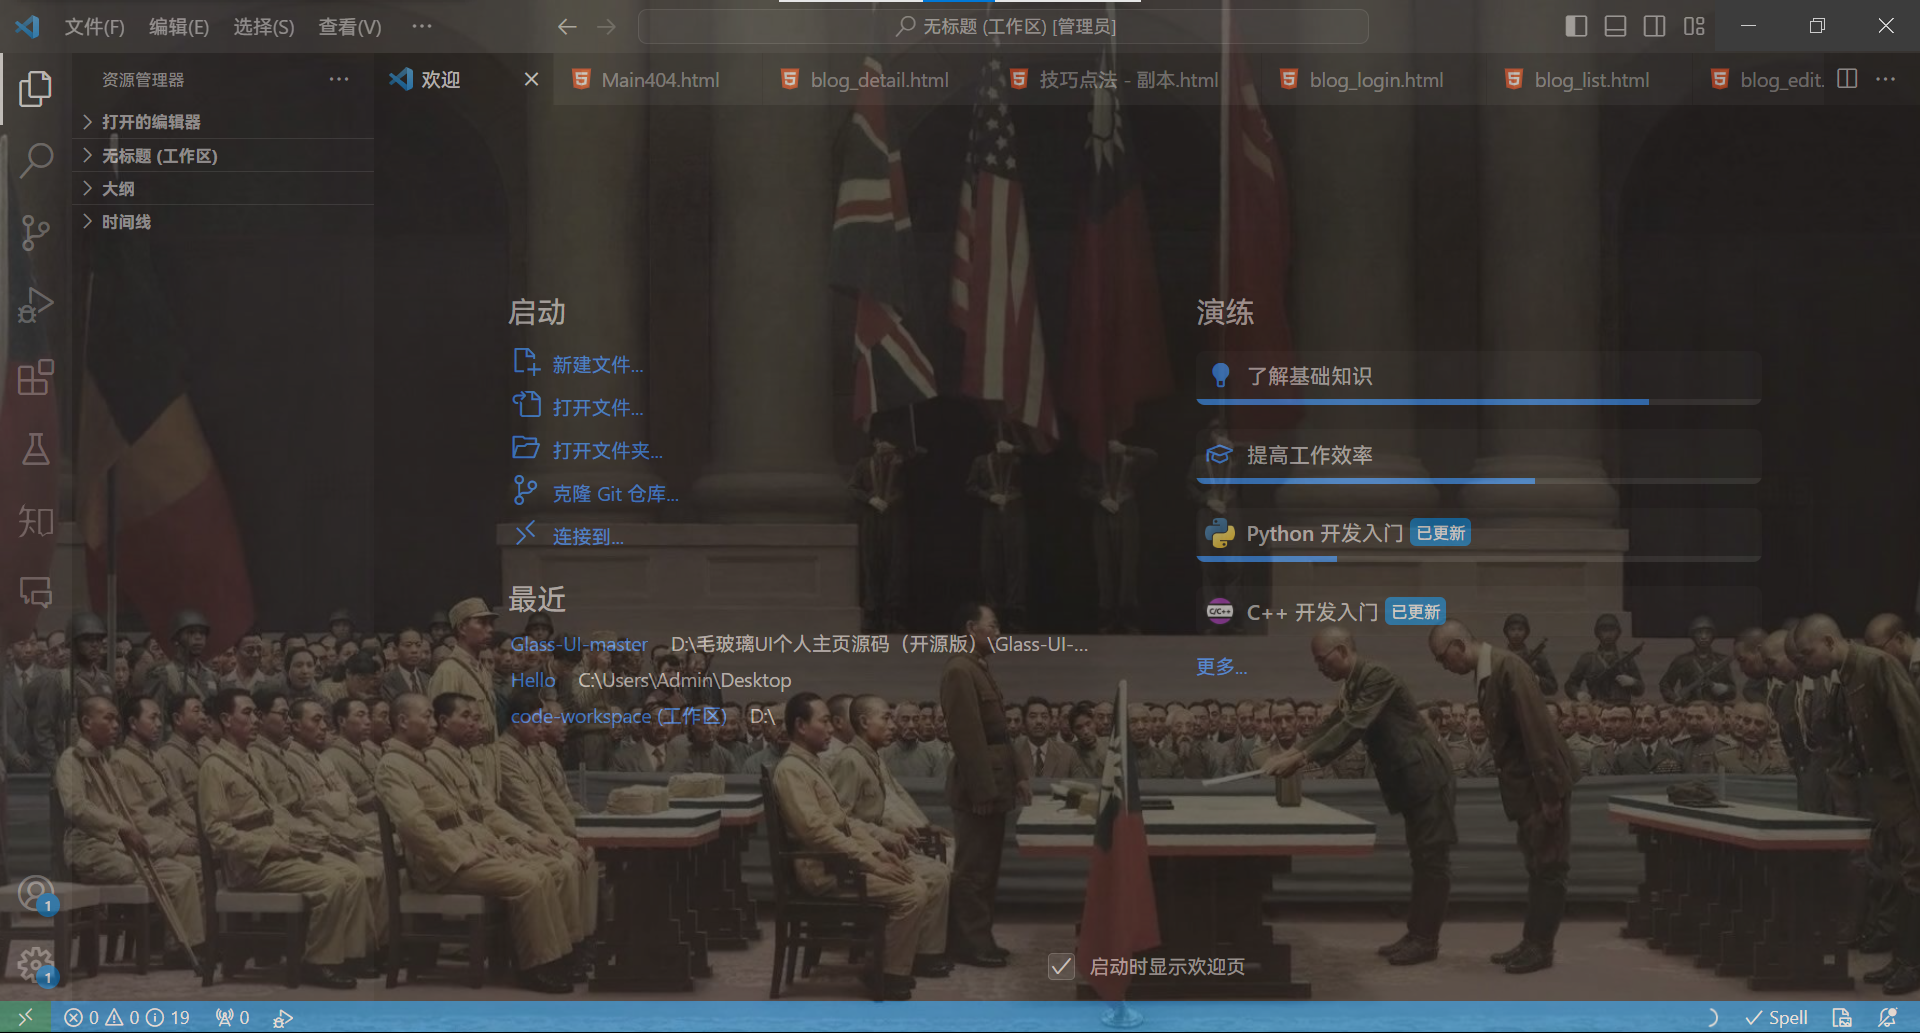 文件(F) 编辑(E) 选择(S) 查看(V) ··· 无标题 (工作区) [管理员]
资源管理器 ···
欢迎 Main404.html blog_detail.html 技巧点法 - 副本.html blog_login.html blog_list.html blog_edit. ···
打开的编辑器
无标题 (工作区)
大纲
时间线
启动
新建文件...
打开文件...
打开文件夹...
克隆 Git 仓库...
连接到...
最近
Glass-UI-master D:\毛玻璃UI个人主页源码（开源版）\Glass-UI-...
Hello C:\Users\Admin\Desktop
code-workspace (工作区) D:\
演练
了解基础知识
提高工作效率
Python 开发入门 已更新
C/C++ C++ 开发入门 已更新
更多...
知
1
1
启动时显示欢迎页
0 0 19 0 Spell